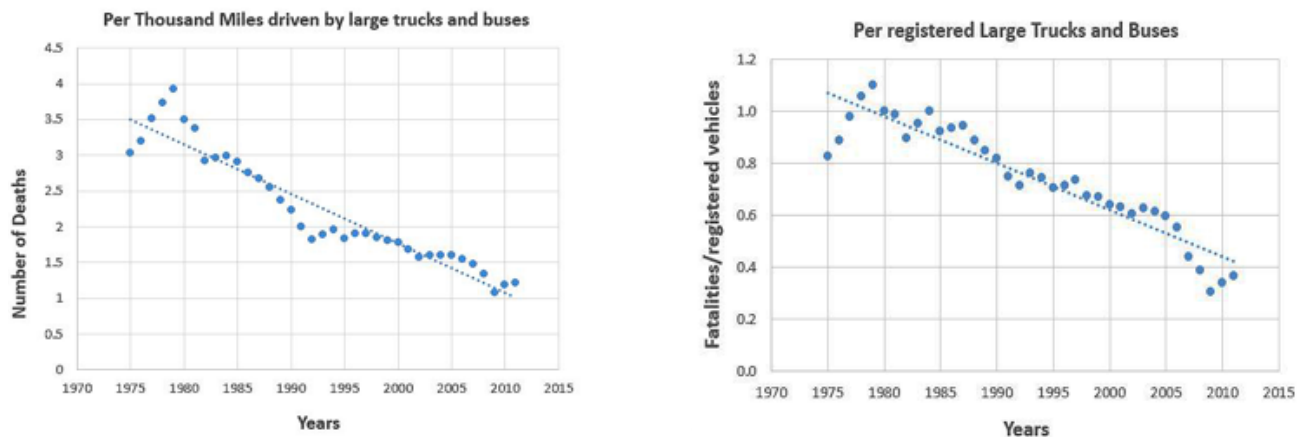 Per Thousand Miles driven by large trucks and buses
Number of Deaths
4.5
4
3.5
3
2.5
2
1.5
1
0.5
0
1970 1975 1980 1985 1990 1995 2000 2005 2010 2015
Years
Per registered Large Trucks and Buses
Fatalities/registered vehicles
1.2
1.0
0.8
0.6
0.4
0.2
0.0
1970 1975 1980 1985 1990 1995 2000 2005 2010 2015
Years